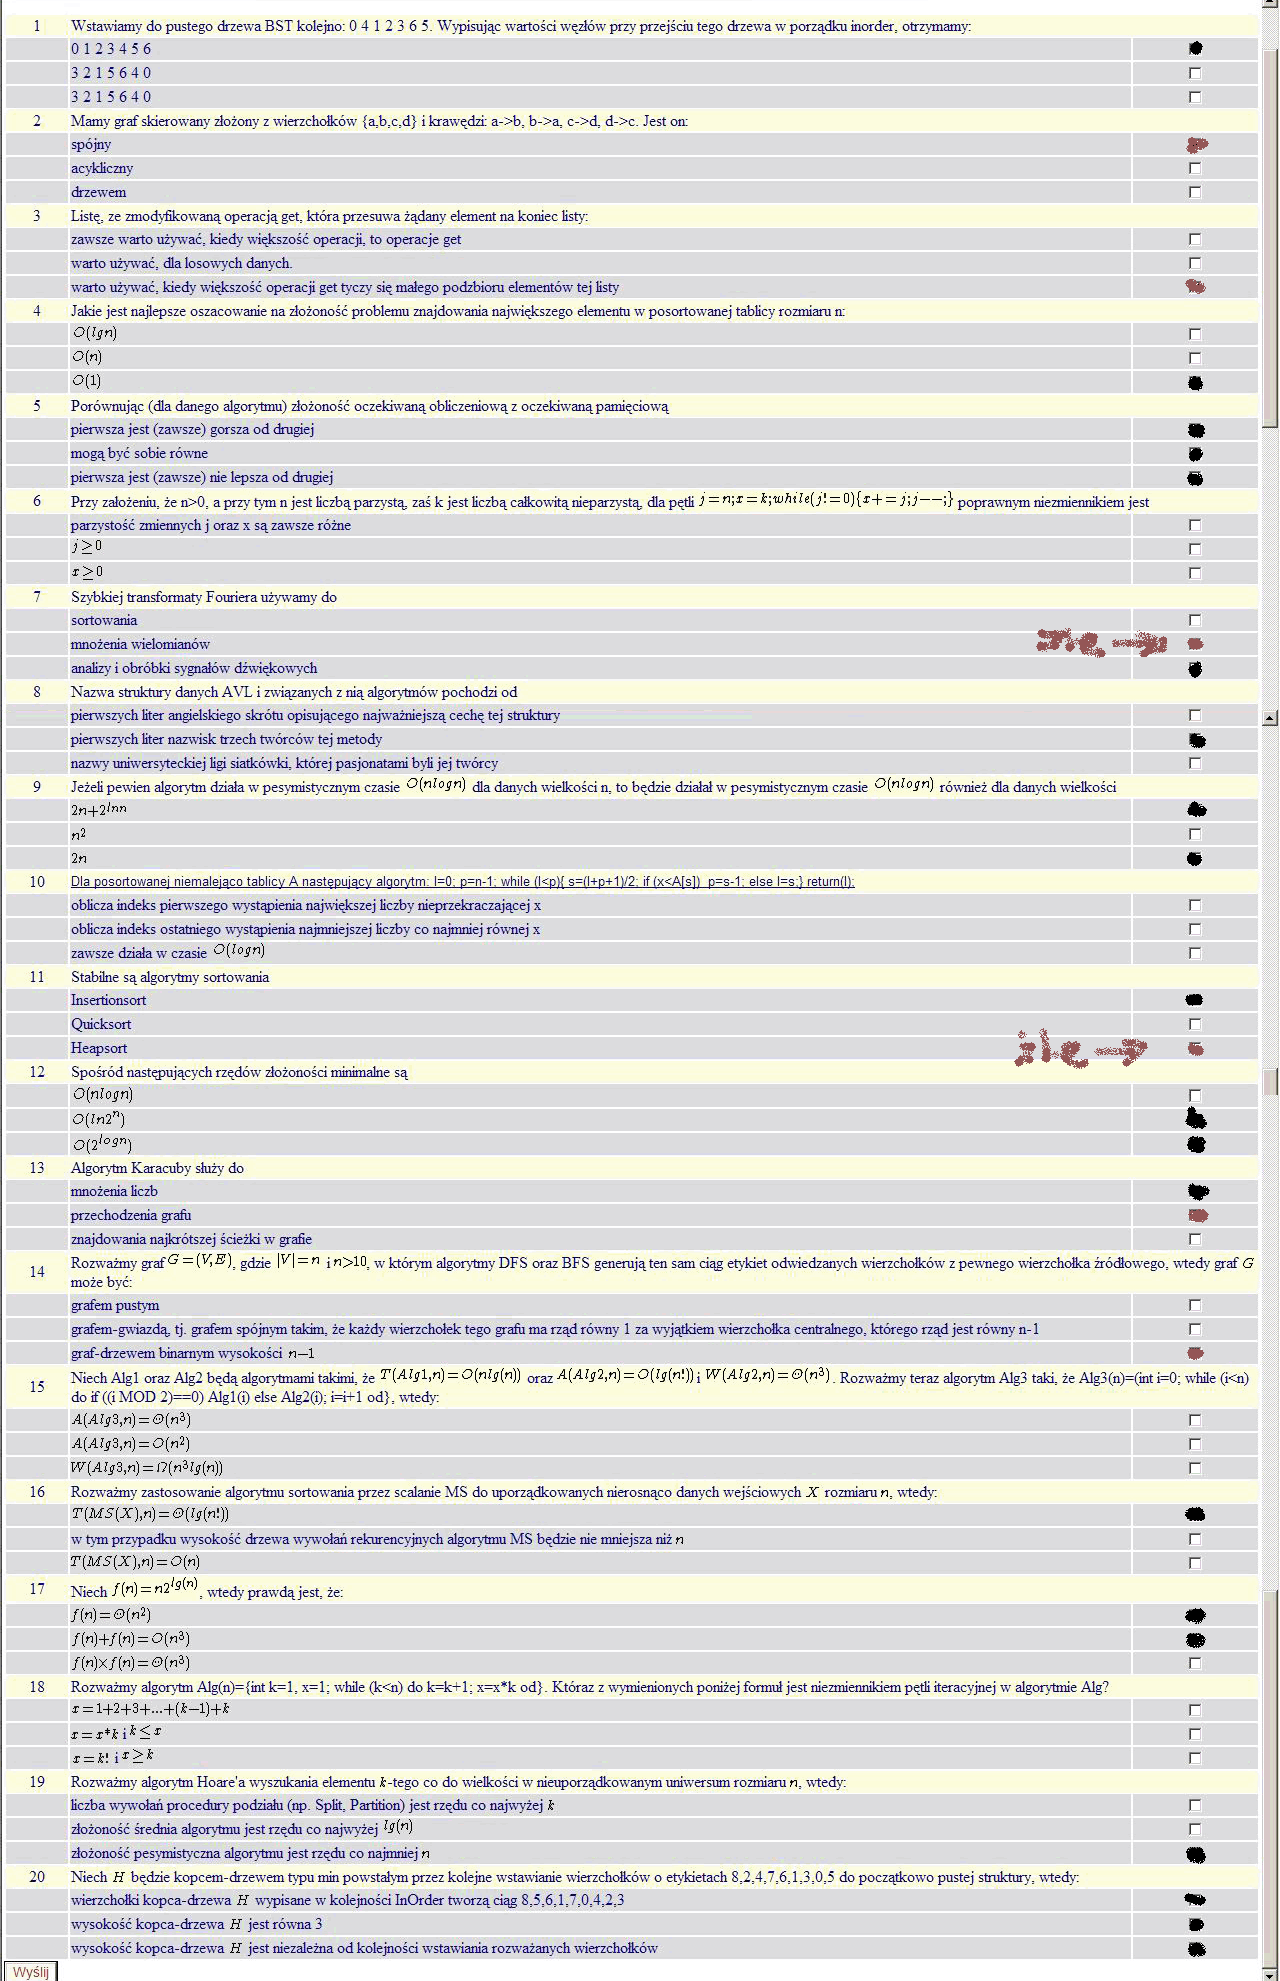 1 Wstawiamy do pustego drzewa BST kolejno: 0 4 1 2 3 6 5. Wypisując wartości węzłów przy przejściu tego drzewa w porządku inorder, otrzymamy:
0 1 2 3 4 5 6
3 2 1 5 6 4 0
3 2 1 5 6 4 0
2 Mamy graf skierowany złożony z wierzchołków {a,b,c,d} i krawędzi: a->b, b->a, c->d, d->c. Jest on:
spójny
acykliczny
drzewem
3 Listę, ze zmodyfikowaną operacją get, która przesuwa żądany element na koniec listy:
zawsze warto używać, kiedy większość operacji, to operacje get
warto używać, dla losowych danych.
warto używać, kiedy większość operacji get tyczy się małego podzbioru elementów tej listy
4 Jakie jest najlepsze oszacowanie na złożoność problemu znajdowania największego elementu w posortowanej tablicy rozmiaru n:
O(lgn)
O(n)
O(1)
5 Porównując (dla danego algorytmu) złożoność oczekiwaną obliczeniową z oczekiwaną pamięciową
pierwsza jest (zawsze) gorsza od drugiej
mogą być sobie równe
pierwsza jest (zawsze) nie lepsza od drugiej
6 Przy założeniu, że n>0, a przy tym n jest liczbą parzystą, zaś k jest liczbą całkowitą nieparzystą, dla pętli j=n;x=k;while(j!=0){x+=j;j--;} poprawnym niezmiennikiem jest
parzystość zmiennych j oraz x są zawsze różne
j≥0
x≥0
7 Szybkiej transformaty Fouriera używamy do
sortowania
mnożenia wielomianów źle →
analizy i obróbki sygnałów dźwiękowych
8 Nazwa struktury danych AVL i związanych z nią algorytmów pochodzi od
pierwszych liter angielskiego skrótu opisującego najważniejszą cechę tej struktury
pierwszych liter nazwisk trzech twórców tej metody
nazwy uniwersyteckiej ligi siatkówki, której pasjonatami byli jej twórcy
9 Jeżeli pewien algorytm działa w pesymistycznym czasie O(nlogn) dla danych wielkości n, to będzie działał w pesymistycznym czasie O(nlogn) również dla danych wielkości
2n+2^lnn
n²
2n
10 Dla posortowanej niemalejąco tablicy A następujący algorytm: l=0; p=n-1; while (l<p){ s=(l+p+1)/2; if (x<A[s]) p=s-1; else l=s;} return(l);
oblicza indeks pierwszego wystąpienia największej liczby nieprzekraczającej x
oblicza indeks ostatniego wystąpienia najmniejszej liczby co najmniej równej x
zawsze działa w czasie O(logn)
11 Stabilne są algorytmy sortowania
Insertionsort
Quicksort
Heapsort źle →
12 Spośród następujących rzędów złożoności minimalne są
O(nlogn)
O(ln2^n)
O(2^logn)
13 Algorytm Karacuby służy do
mnożenia liczb
przechodzenia grafu
znajdowania najkrótszej ścieżki w grafie
14 Rozważmy graf G=(V,E), gdzie |V|=n i n>10, w którym algorytmy DFS oraz BFS generują ten sam ciąg etykiet odwiedzanych wierzchołków z pewnego wierzchołka źródłowego, wtedy graf G
może być:
grafem pustym
grafem-gwiazdą, tj. grafem spójnym takim, że każdy wierzchołek tego grafu ma rząd równy 1 za wyjątkiem wierzchołka centralnego, którego rząd jest równy n-1
graf-drzewem binarnym wysokości n−1
15 Niech Alg1 oraz Alg2 będą algorytmami takimi, że T(Alg1,n)=O(nlg(n)) oraz A(Alg2,n)=O(lg(n!)) i W(Alg2,n)=Θ(n³). Rozważmy teraz algorytm Alg3 taki, że Alg3(n)=(int i=0; while (i<n)
do if ((i MOD 2)==0) Alg1(i) else Alg2(i); i=i+1 od}, wtedy:
A(Alg3,n)=Θ(n³)
A(Alg3,n)=O(n²)
W(Alg3,n)=Ω(n³lg(n))
16 Rozważmy zastosowanie algorytmu sortowania przez scalanie MS do uporządkowanych nierosnąco danych wejściowych X rozmiaru n, wtedy:
T(MS(X),n)=Θ(lg(n!))
w tym przypadku wysokość drzewa wywołań rekurencyjnych algorytmu MS będzie nie mniejsza niż n
T(MS(X),n)=O(n)
17 Niech f(n)=n2^lg(n), wtedy prawdą jest, że:
f(n)=Θ(n²)
f(n)+f(n)=O(n³)
f(n)×f(n)=Θ(n³)
18 Rozważmy algorytm Alg(n)={int k=1, x=1; while (k<n) do k=k+1; x=x*k od}. Któraz z wymienionych poniżej formuł jest niezmiennikiem pętli iteracyjnej w algorytmie Alg?
x=1+2+3+...+(k−1)+k
x=x*k i k≤x
x=k! i x≥k
19 Rozważmy algorytm Hoare'a wyszukania elementu k-tego co do wielkości w nieuporządkowanym uniwersum rozmiaru n, wtedy:
liczba wywołań procedury podziału (np. Split, Partition) jest rzędu co najwyżej k
złożoność średnia algorytmu jest rzędu co najwyżej lg(n)
złożoność pesymistyczna algorytmu jest rzędu co najmniej n
20 Niech H będzie kopcem-drzewem typu min powstałym przez kolejne wstawianie wierzchołków o etykietach 8,2,4,7,6,1,3,0,5 do początkowo pustej struktury, wtedy:
wierzchołki kopca-drzewa H wypisane w kolejności InOrder tworzą ciąg 8,5,6,1,7,0,4,2,3
wysokość kopca-drzewa H jest równa 3
wysokość kopca-drzewa H jest niezależna od kolejności wstawiania rozważanych wierzchołków
Wyślij